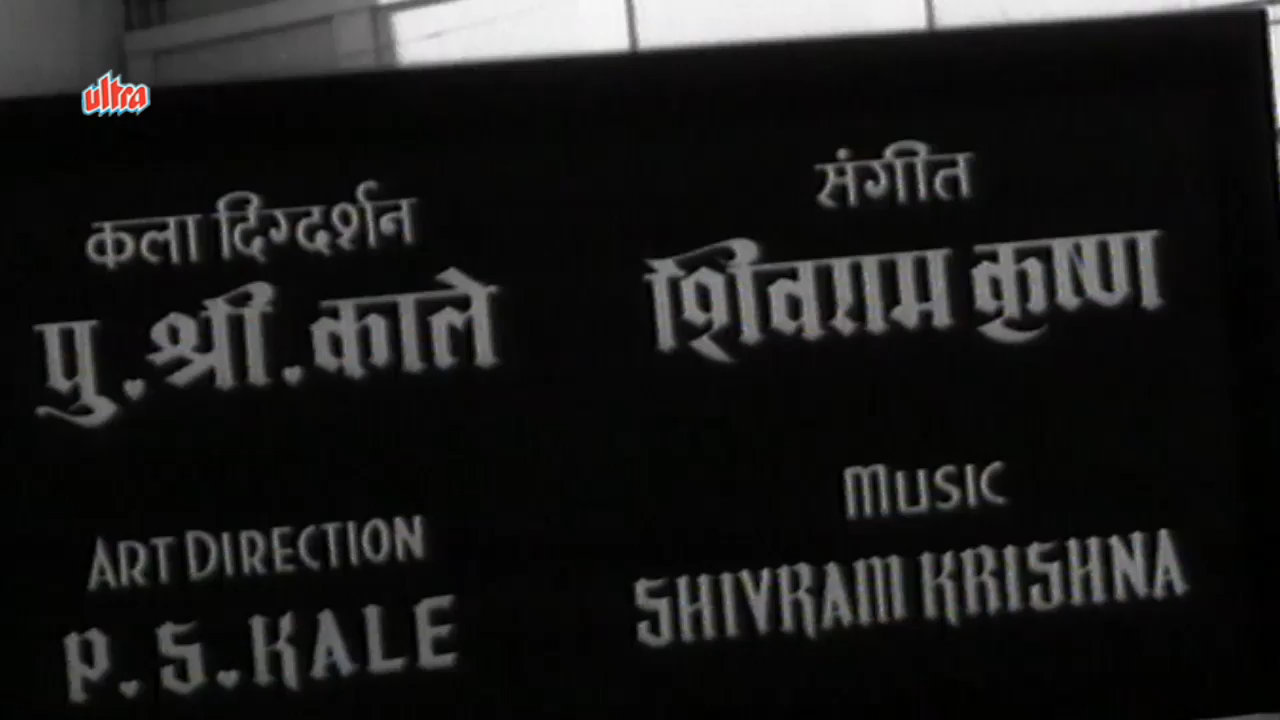 ultra
कला दिग्दर्शन
पु.श्री.काले
संगीत
शिवराम कृष्ण
ART DIRECTION
P.S.KALE
MUSIC
SHIVRAM KRISHNA